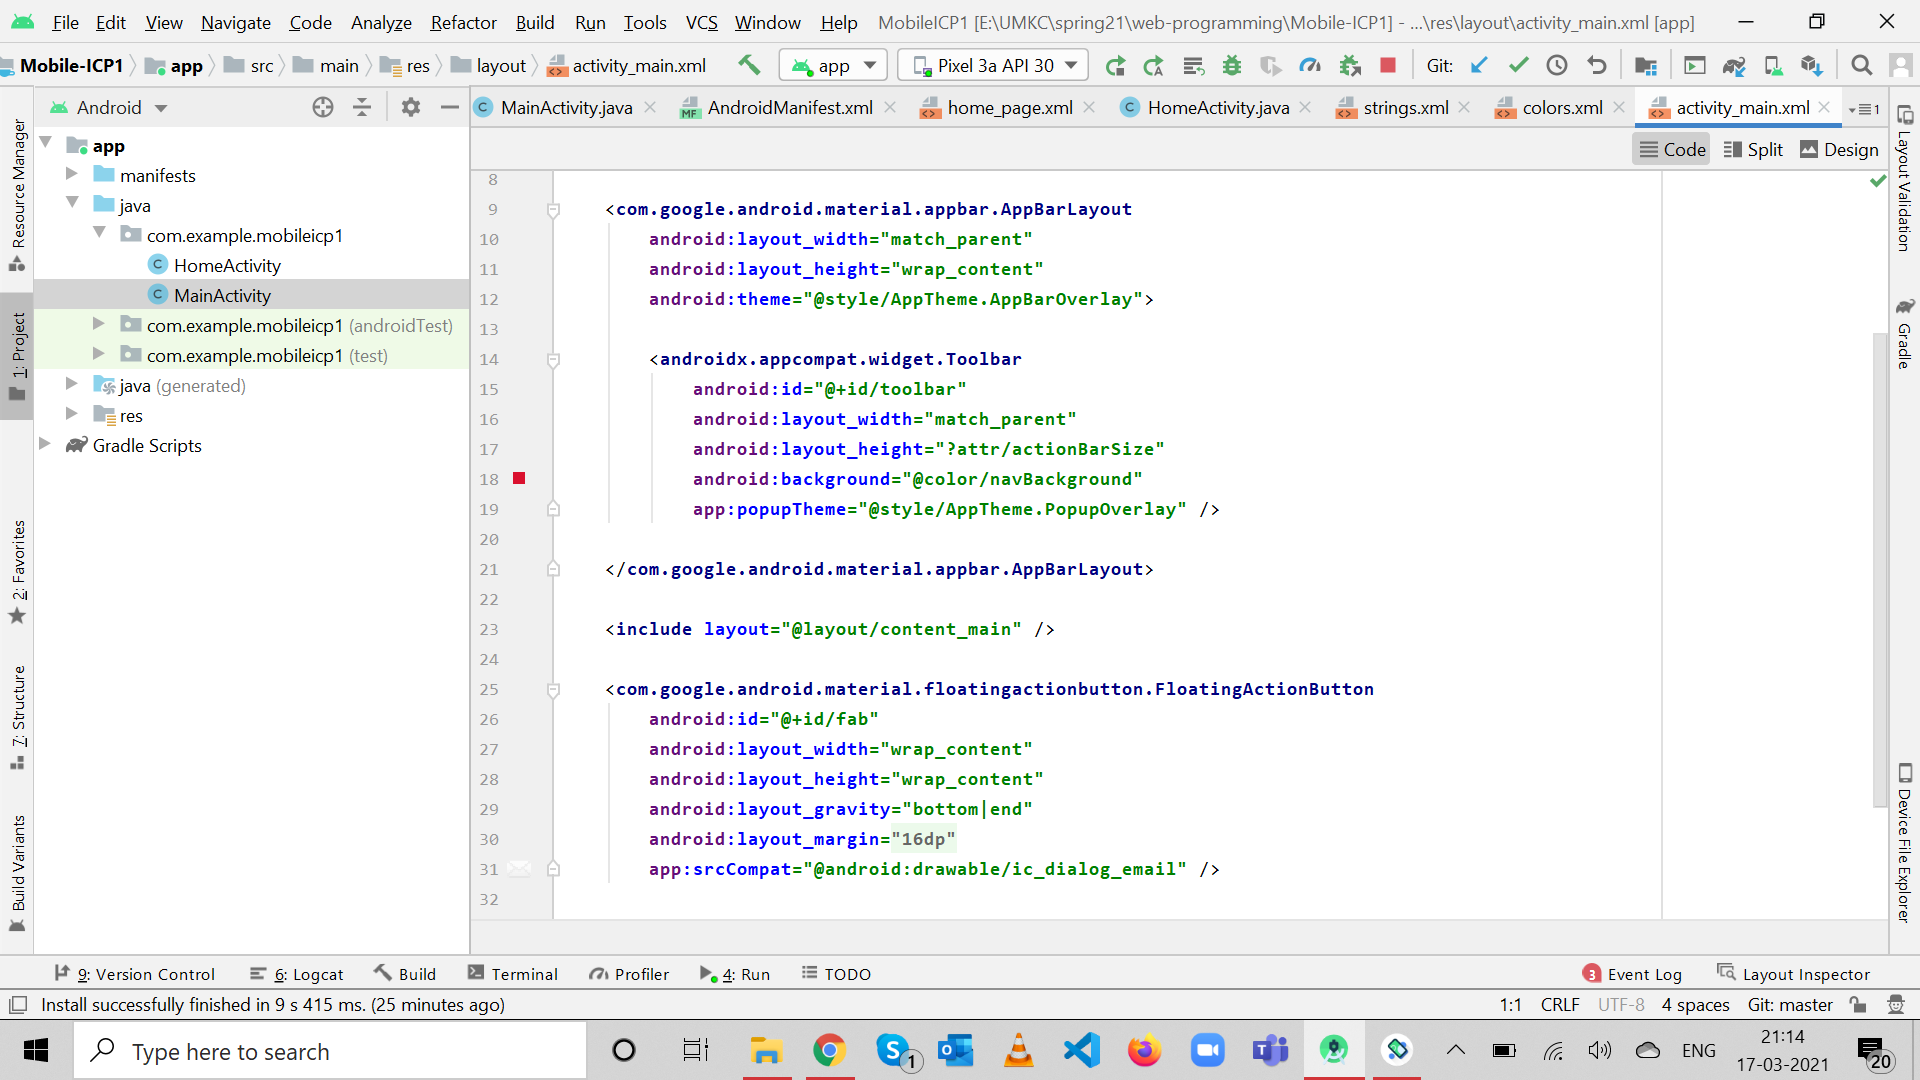 File Edit View Navigate Code Analyze Refactor Build Run Tools VCS Window Help MobileICP1 [E:\UMKC\spring21\web-programming\Mobile-ICP1] - ...\res\layout\activity_main.xml [app]
Mobile-ICP1 app src main res layout activity_main.xml app Pixel 3a API 30 Git:
Android MainActivity.java AndroidManifest.xml home_page.xml HomeActivity.java strings.xml colors.xml activity_main.xml 1
Code Split Design
app
manifests
java
com.example.mobileicp1
HomeActivity
MainActivity
com.example.mobileicp1 (androidTest)
com.example.mobileicp1 (test)
java (generated)
res
Gradle Scripts
Resource Manager
1: Project
2: Favorites
7: Structure
Build Variants
8
9 <com.google.android.material.appbar.AppBarLayout
10 android:layout_width="match_parent"
11 android:layout_height="wrap_content"
12 android:theme="@style/AppTheme.AppBarOverlay">
13
14 <androidx.appcompat.widget.Toolbar
15 android:id="@+id/toolbar"
16 android:layout_width="match_parent"
17 android:layout_height="?attr/actionBarSize"
18 android:background="@color/navBackground"
19 app:popupTheme="@style/AppTheme.PopupOverlay" />
20
21 </com.google.android.material.appbar.AppBarLayout>
22
23 <include layout="@layout/content_main" />
24
25 <com.google.android.material.floatingactionbutton.FloatingActionButton
26 android:id="@+id/fab"
27 android:layout_width="wrap_content"
28 android:layout_height="wrap_content"
29 android:layout_gravity="bottom|end"
30 android:layout_margin="16dp"
31 app:srcCompat="@android:drawable/ic_dialog_email" />
32
Layout Validation
Gradle
Device File Explorer
9: Version Control 6: Logcat Build Terminal Profiler 4: Run TODO 3 Event Log Layout Inspector
Install successfully finished in 9 s 415 ms. (25 minutes ago) 1:1 CRLF UTF-8 4 spaces Git: master
Type here to search 1 ENG 21:14
17-03-2021 20